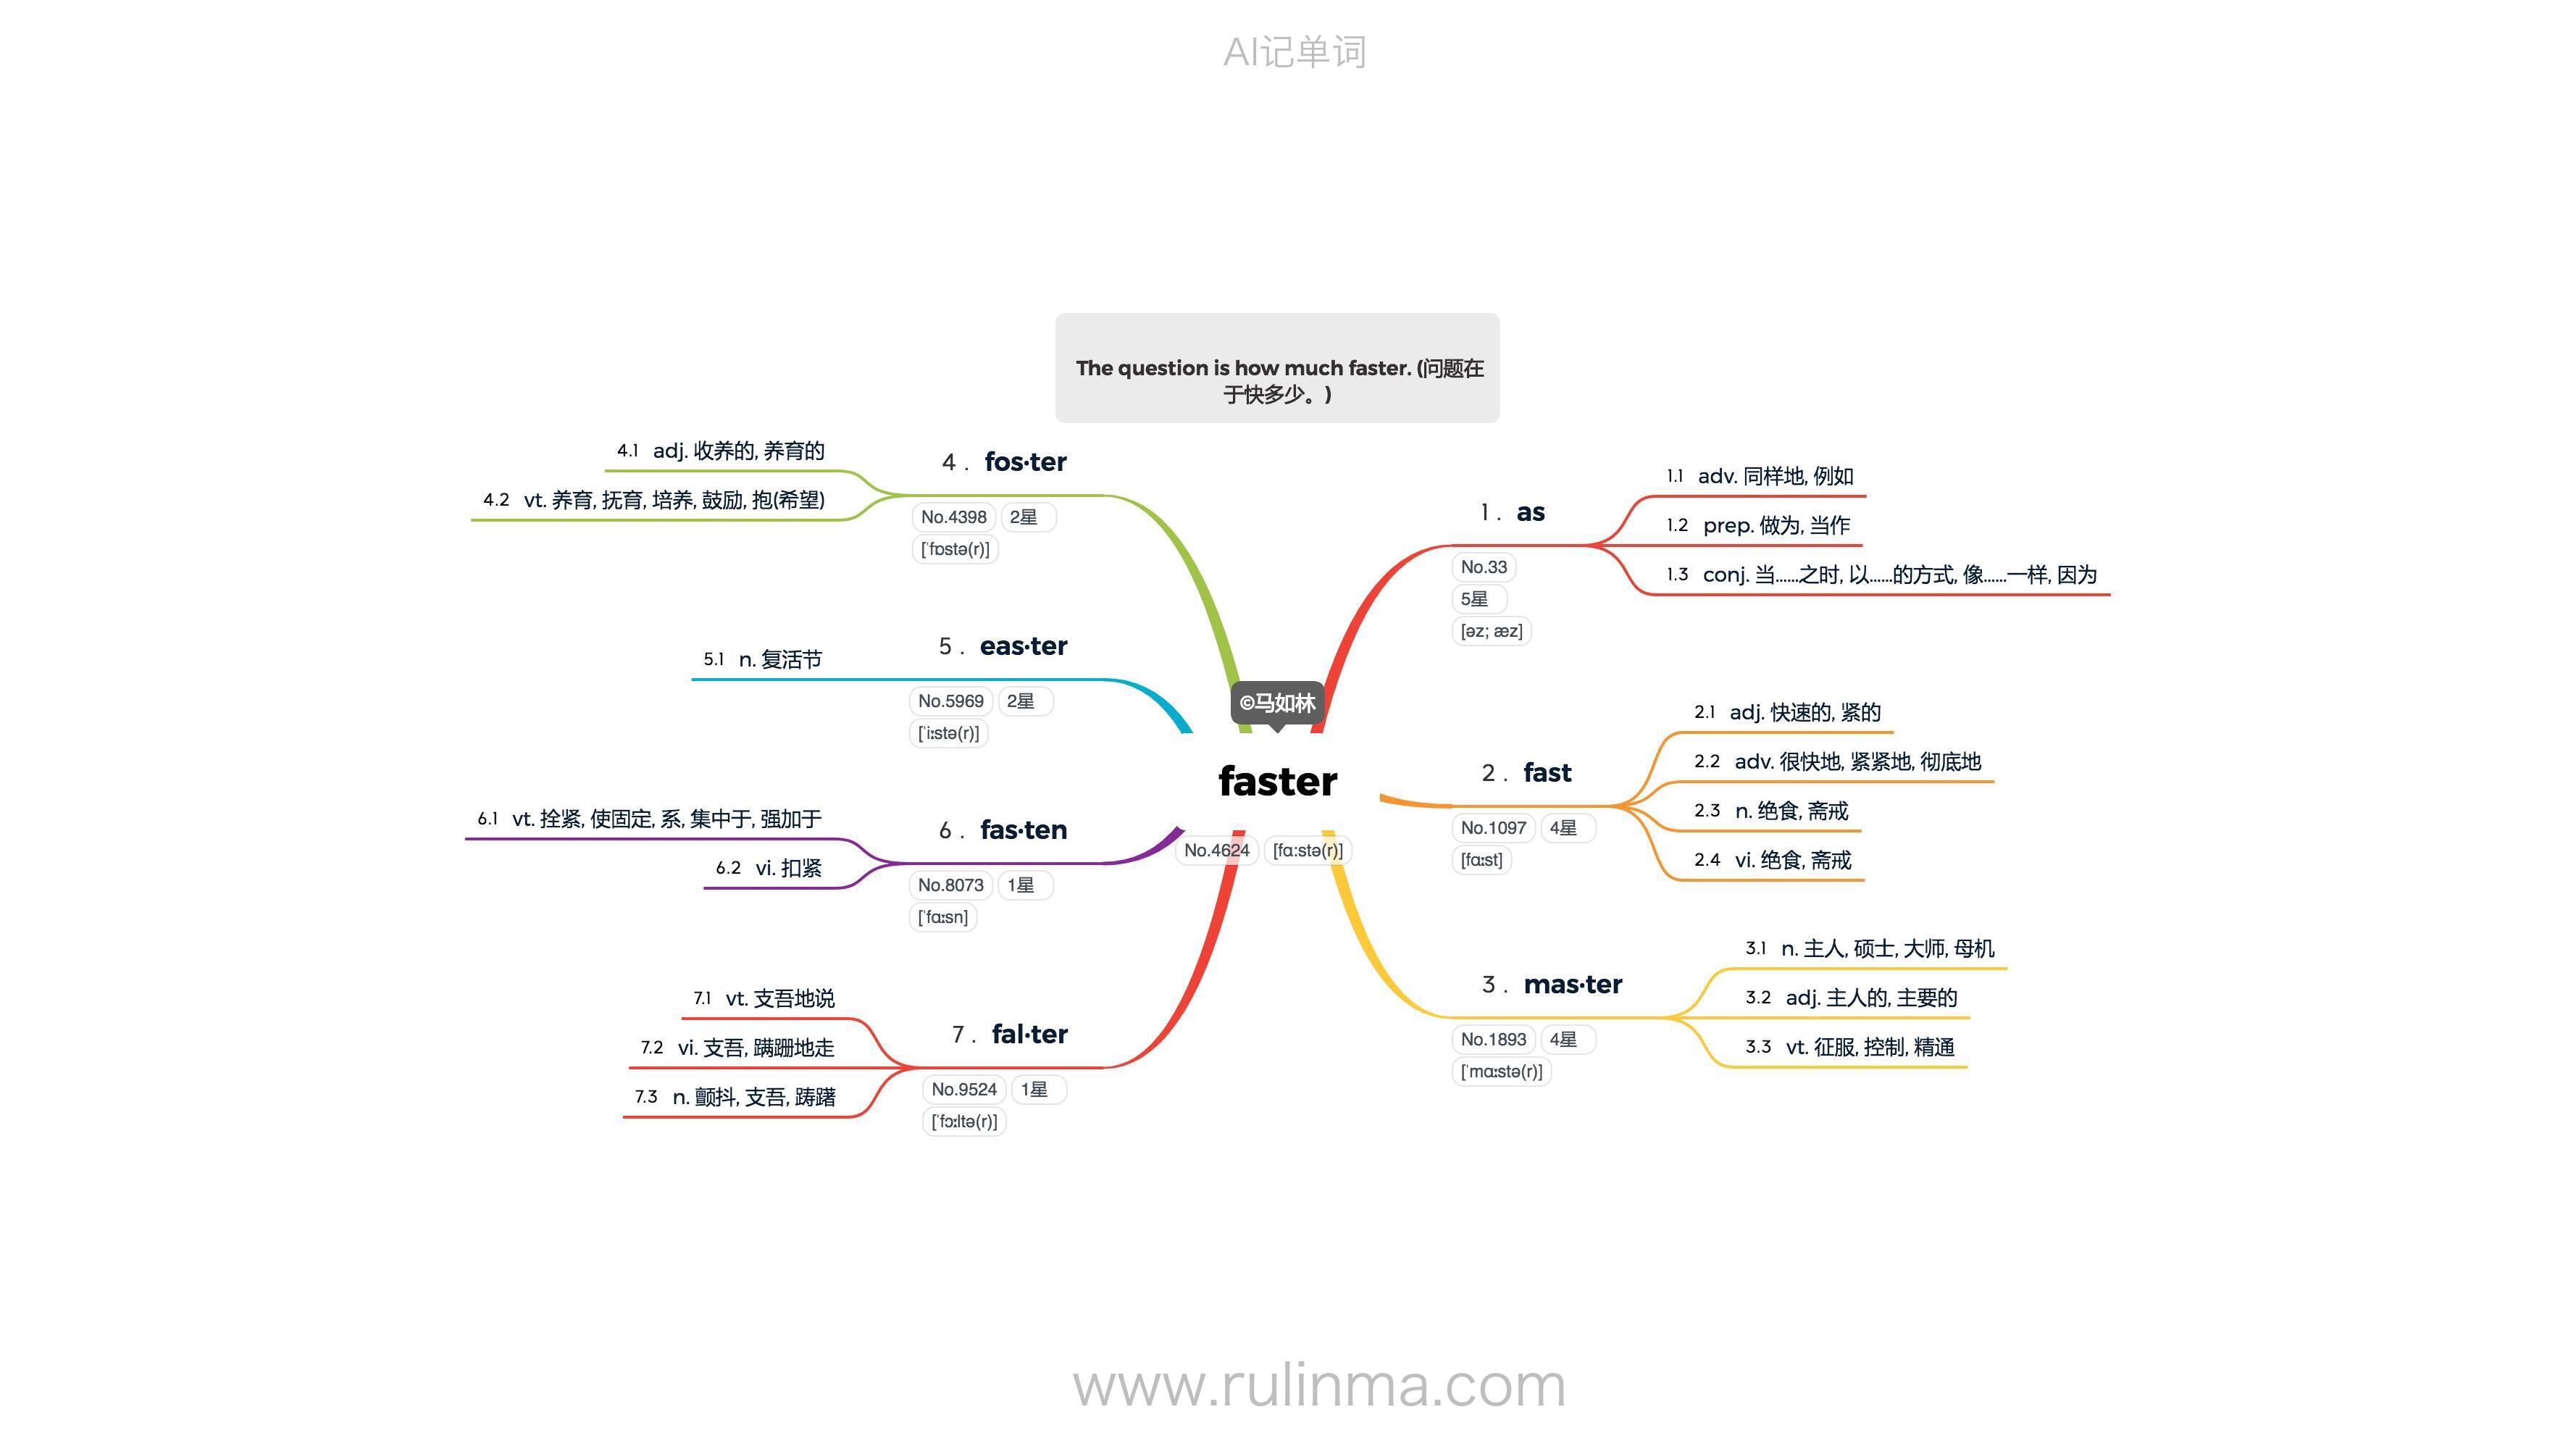 AI记单词
The question is how much faster. (问题在
于快多少。)
©马如林
faster
No.4624 [fɑ:stə(r)]
1 . as
No.33
5星
[əz; æz]
1.1 adv. 同样地, 例如
1.2 prep. 做为, 当作
1.3 conj. 当……之时, 以……的方式, 像……一样, 因为
2 . fast
No.1097 4星
[fɑːst]
2.1 adj. 快速的, 紧的
2.2 adv. 很快地, 紧紧地, 彻底地
2.3 n. 绝食, 斋戒
2.4 vi. 绝食, 斋戒
3 . mas·ter
No.1893 4星
[ˈmɑːstə(r)]
3.1 n. 主人, 硕士, 大师, 母机
3.2 adj. 主人的, 主要的
3.3 vt. 征服, 控制, 精通
4 . fos·ter
No.4398 2星
[ˈfɒstə(r)]
4.1 adj. 收养的, 养育的
4.2 vt. 养育, 抚育, 培养, 鼓励, 抱(希望)
5 . eas·ter
No.5969 2星
[ˈiːstə(r)]
5.1 n. 复活节
6 . fas·ten
No.8073 1星
[ˈfɑːsn]
6.1 vt. 拴紧, 使固定, 系, 集中于, 强加于
6.2 vi. 扣紧
7 . fal·ter
No.9524 1星
[ˈfɔːltə(r)]
7.1 vt. 支吾地说
7.2 vi. 支吾, 蹒跚地走
7.3 n. 颤抖, 支吾, 踌躇
www.rulinma.com